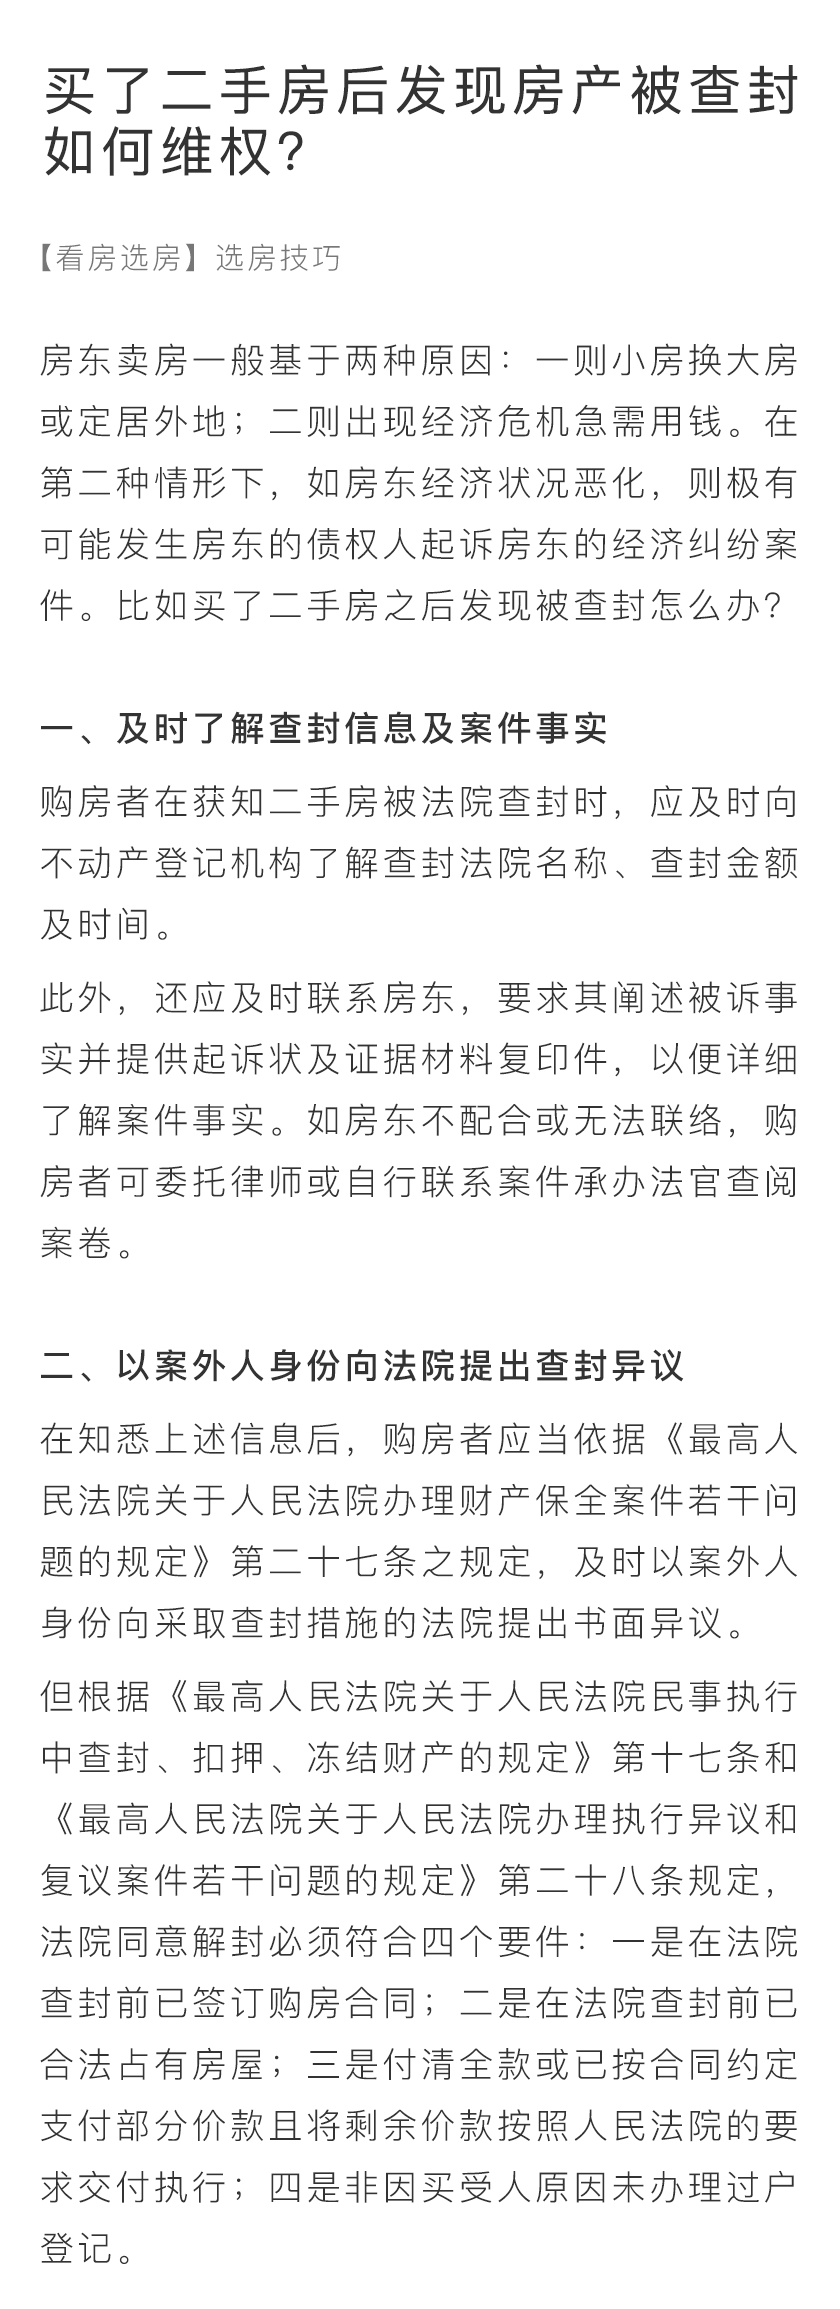 买了二手房后发现房产被查封
如何维权?
【看房选房】选房技巧
房东卖房一般基于两种原因：一则小房换大房
或定居外地；二则出现经济危机急需用钱。在
第二种情形下，如房东经济状况恶化，则极有
可能发生房东的债权人起诉房东的经济纠纷案
件。比如买了二手房之后发现被查封怎么办？
一、及时了解查封信息及案件事实
购房者在获知二手房被法院查封时，应及时向
不动产登记机构了解查封法院名称、查封金额
及时间。
此外，还应及时联系房东，要求其阐述被诉事
实并提供起诉状及证据材料复印件，以便详细
了解案件事实。如房东不配合或无法联络，购
房者可委托律师或自行联系案件承办法官查阅
案卷。
二、以案外人身份向法院提出查封异议
在知悉上述信息后，购房者应当依据《最高人
民法院关于人民法院办理财产保全案件若干问
题的规定》第二十七条之规定，及时以案外人
身份向采取查封措施的法院提出书面异议。
但根据《最高人民法院关于人民法院民事执行
中查封、扣押、冻结财产的规定》第十七条和
《最高人民法院关于人民法院办理执行异议和
复议案件若干问题的规定》第二十八条规定，
法院同意解封必须符合四个要件：一是在法院
查封前已签订购房合同；二是在法院查封前已
合法占有房屋；三是付清全款或已按合同约定
支付部分价款且将剩余价款按照人民法院的要
求交付执行；四是非因买受人原因未办理过户
登记。